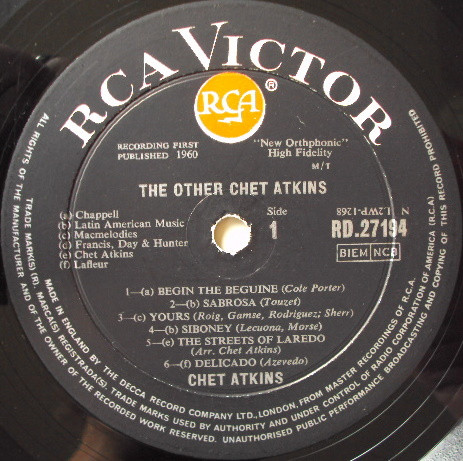 RCA VICTOR
RCA
®
RECORDING FIRST
PUBLISHED 1960
"New Orthphonic"
High Fidelity
M/T
THE OTHER CHET ATKINS
(a) Chappell
(b) Latin American Music
(c) Macmelodies
(d) Francis, Day & Hunter
(e) Chet Atkins
(f) Lafleur
Side
1
L2WP-1268
N
RD.27194
BIEM NCB
1—(a) BEGIN THE BEGUINE (Cole Porter)
2—(b) SABROSA (Touzet)
3—(c) YOURS (Roig, Gamse, Rodriguez; Sherr)
4—(b) SIBONEY (Lecuona, Morse)
5—(e) THE STREETS OF LAREDO
(Arr. Chet Atkins)
6—(f) DELICADO (Azevedo)
CHET ATKINS
ALL RIGHTS OF THE MANUFACTURER AND OF THE OWNER OF THE RECORDED WORK RESERVED. UNAUTHORISED PUBLIC PERFORMANCE BROADCASTING AND COPYING OF THIS RECORD PROHIBITED
TRADE MARK(S) (R). MARCA(S) REGISTRADA(S). TRADE MARKS USED BY AUTHORITY AND UNDER CONTROL OF RADIO CORPORATION OF AMERICA (R.C.A.)
MADE IN ENGLAND BY THE DECCA RECORD COMPANY LTD., LONDON, FROM MASTER RECORDINGS OF R.C.A.